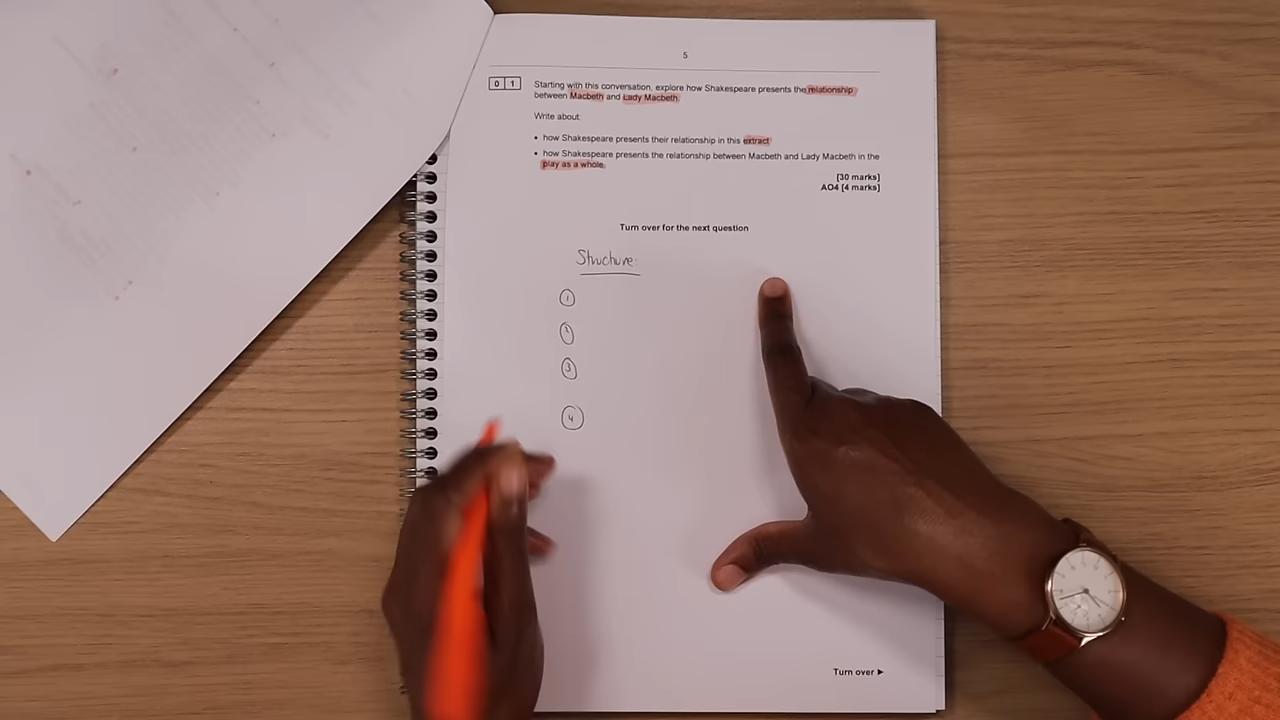 5
0 1
Starting with this conversation, explore how Shakespeare presents the relationship
between Macbeth and Lady Macbeth.
Write about:
• how Shakespeare presents their relationship in this extract
• how Shakespeare presents the relationship between Macbeth and Lady Macbeth in the
play as a whole.
[30 marks]
AO4 [4 marks]
Turn over for the next question
Structure:
1
2
3
4
Turn over ►